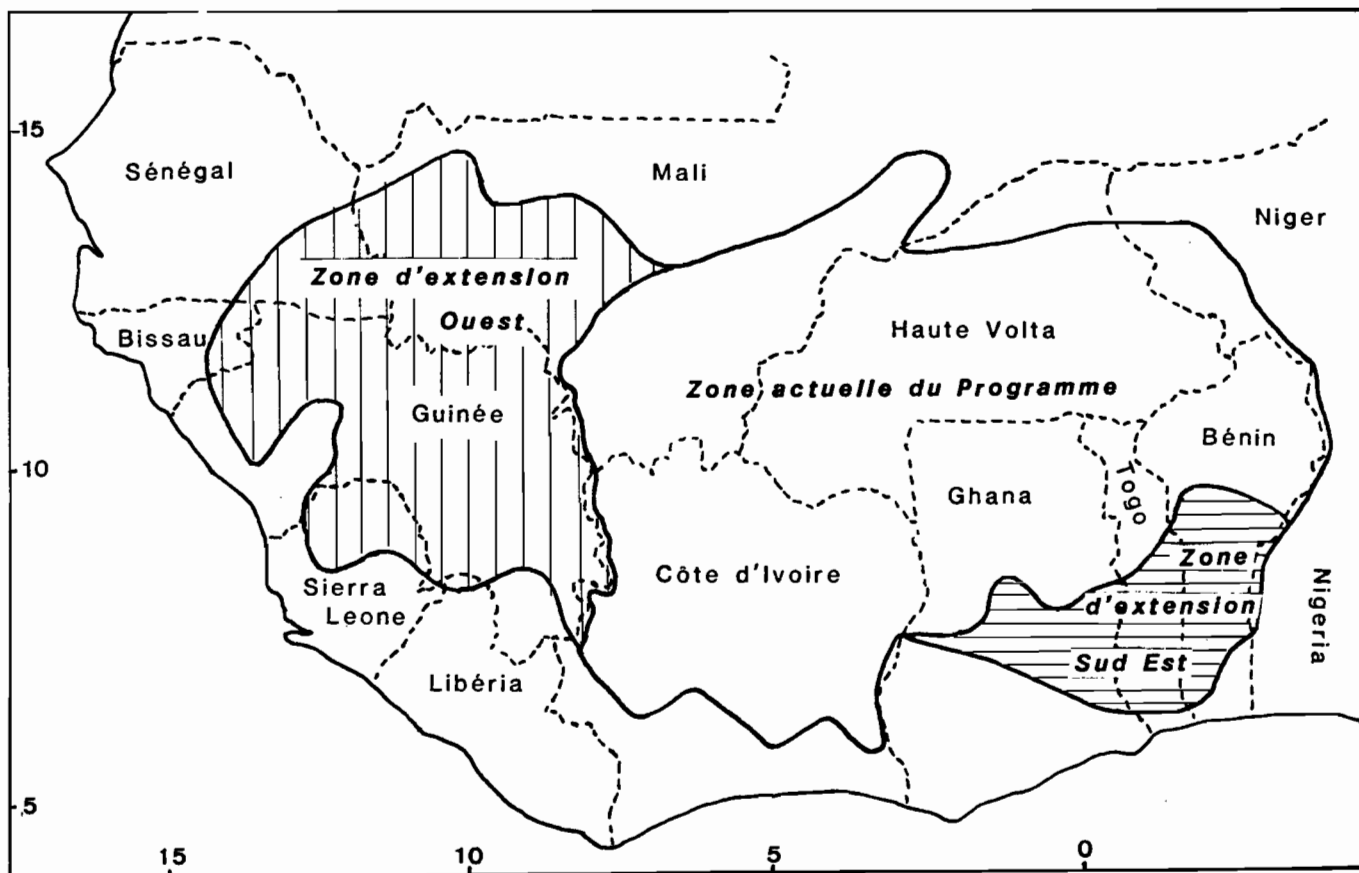 15
Sénégal
Mali
Niger
Zone d'extension
Ouest
Bissau
Haute Volta
Zone actuelle du Programme
Guinée
Bénin
10
Ghana
Togo
Zone
Côte d'Ivoire
Sierra
Leone
d'extension
Nigeria
Sud Est
Libéria
5
15
10
5
0